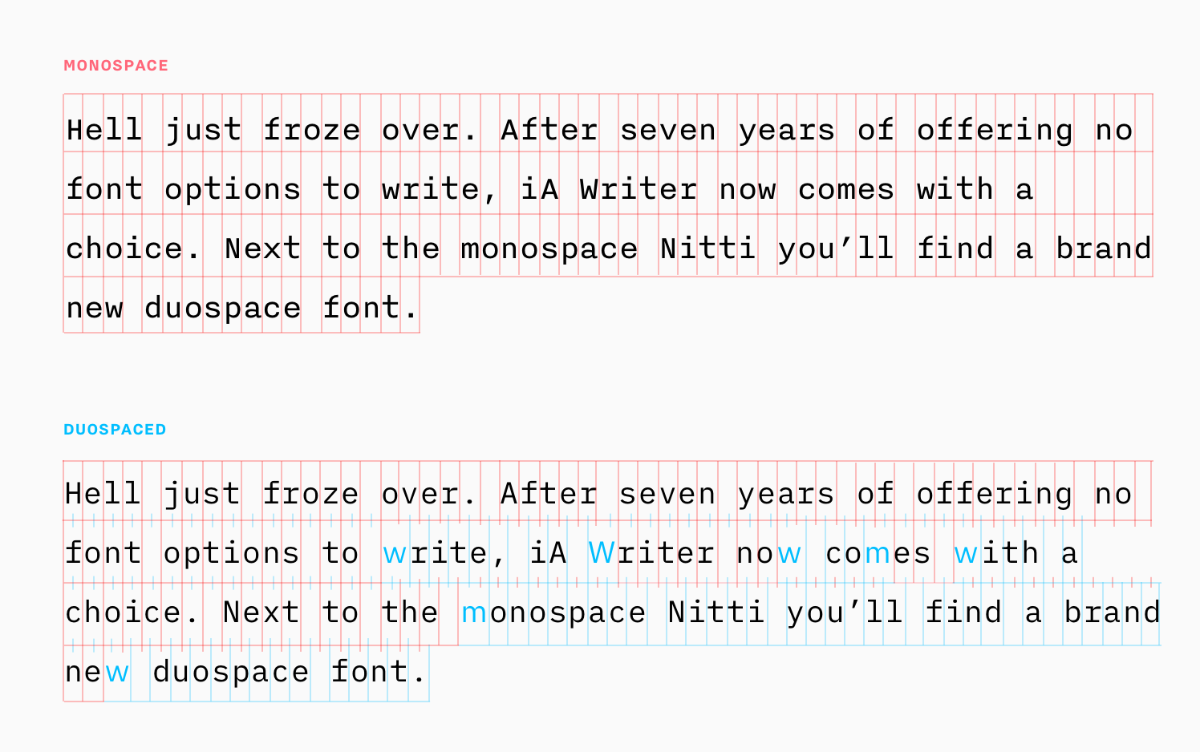 MONOSPACE
Hell just froze over. After seven years of offering no
font options to write, iA Writer now comes with a
choice. Next to the monospace Nitti you’ll find a brand
new duospace font.
DUOSPACED
Hell just froze over. After seven years of offering no
font options to write, iA Writer now comes with a
choice. Next to the monospace Nitti you’ll find a brand
new duospace font.